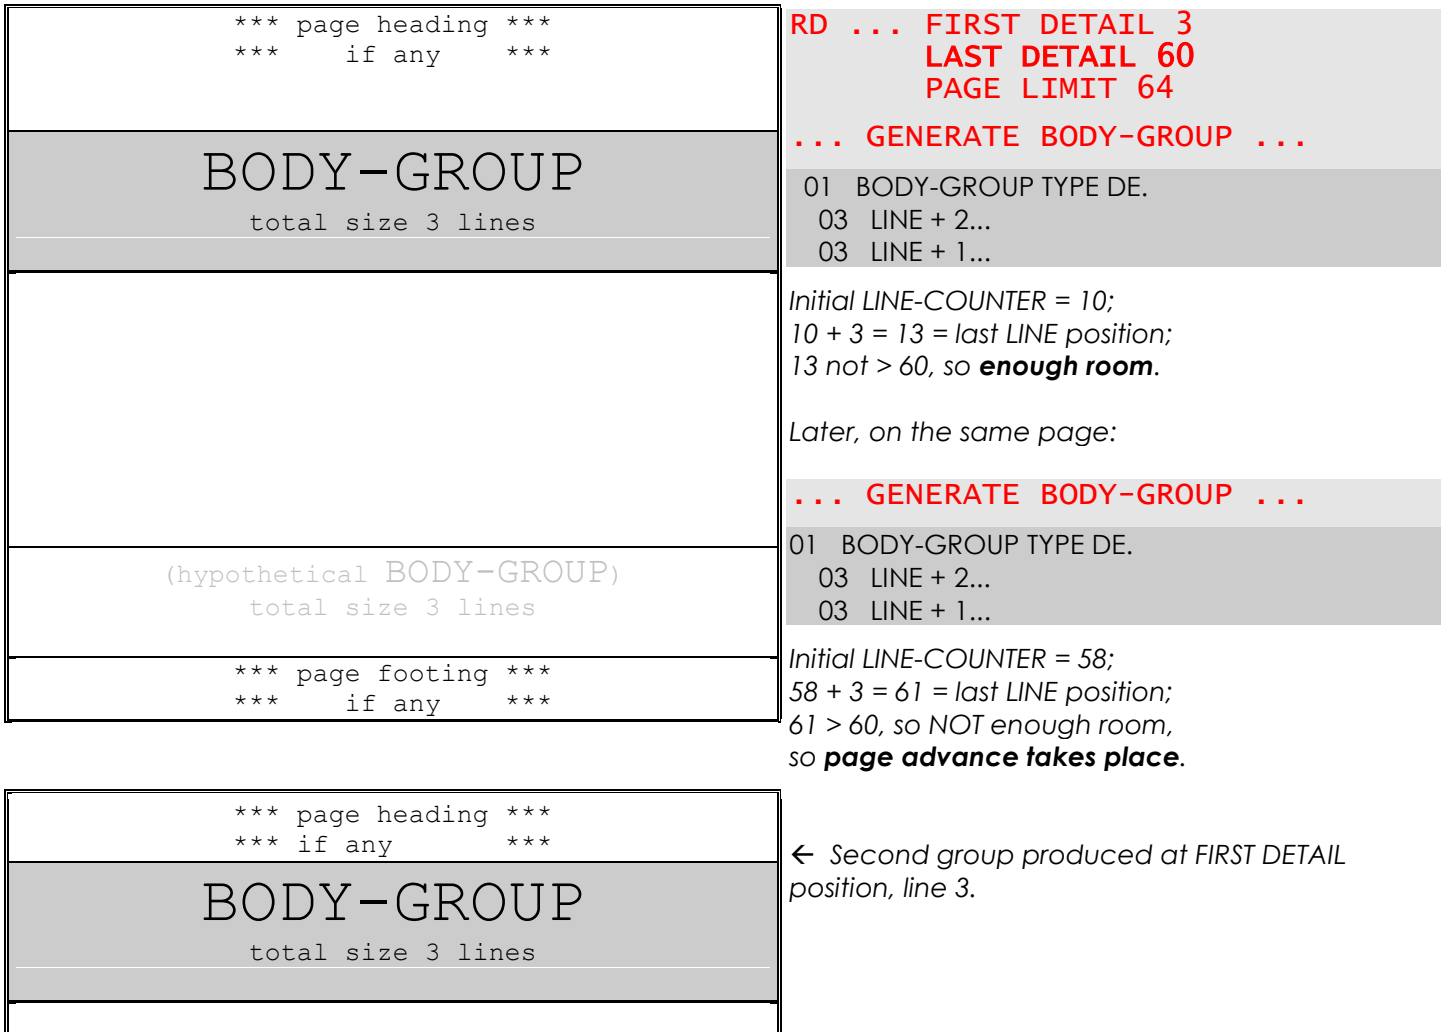 *** page heading ***
*** if any ***
BODY-GROUP
total size 3 lines
(hypothetical BODY-GROUP)
total size 3 lines
*** page footing ***
*** if any ***
*** page heading ***
*** if any ***
BODY-GROUP
total size 3 lines
RD ... FIRST DETAIL 3
LAST DETAIL 60
PAGE LIMIT 64
... GENERATE BODY-GROUP ...
01 BODY-GROUP TYPE DE.
03 LINE + 2...
03 LINE + 1...
Initial LINE-COUNTER = 10;
10 + 3 = 13 = last LINE position;
13 not > 60, so enough room.
Later, on the same page:
... GENERATE BODY-GROUP ...
01 BODY-GROUP TYPE DE.
03 LINE + 2...
03 LINE + 1...
Initial LINE-COUNTER = 58;
58 + 3 = 61 = last LINE position;
61 > 60, so NOT enough room,
so page advance takes place.
← Second group produced at FIRST DETAIL
position, line 3.